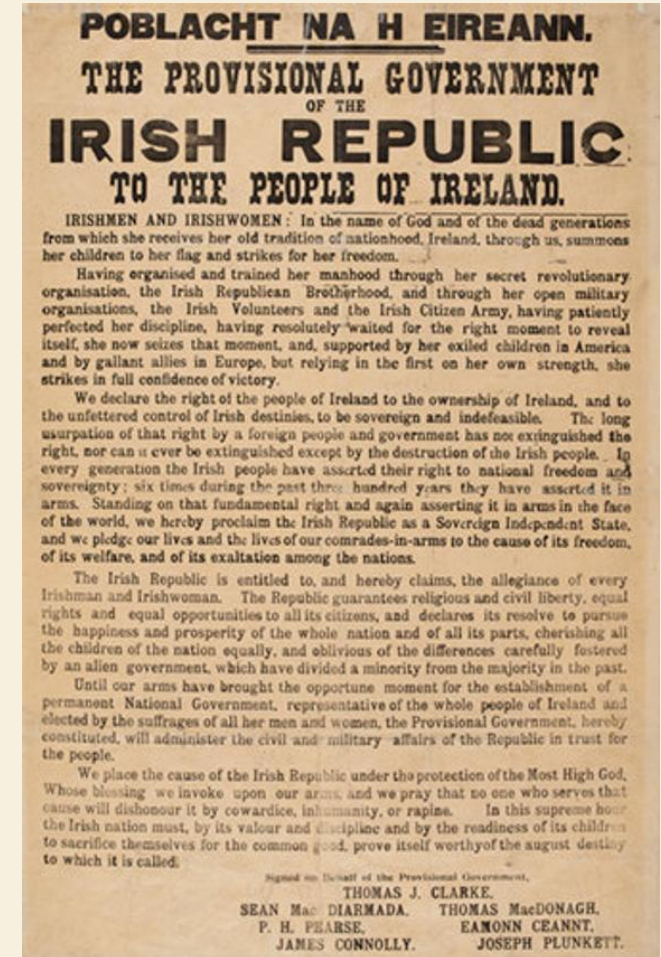 POBLACHT NA H EIREANN.
THE PROVISIONAL GOVERNMENT
OF THE
IRISH REPUBLIC
TO THE PEOPLE OF IRELAND.
IRISHMEN AND IRISHWOMEN: In the name of God and of the dead generations
from which she receives her old tradition of nationhood, Ireland, through us, summons
her children to her flag and strikes for her freedom.
Having organised and trained her manhood through her secret revolutionary
organisation, the Irish Republican Brotherhood, and through her open military
organisations, the Irish Volunteers and the Irish Citizen Army, having patiently
perfected her discipline, having resolutely waited for the right moment to reveal
itself, she now seizes that moment, and, supported by her exiled children in America
and by gallant allies in Europe, but relying in the first on her own strength, she
strikes in full confidence of victory.
We declare the right of the people of Ireland to the ownership of Ireland, and to
the unfettered control of Irish destinies, to be sovereign and indefeasible. The long
usurpation of that right by a foreign people and government has not extinguished the
right, nor can it ever be extinguished except by the destruction of the Irish people. In
every generation the Irish people have asserted their right to national freedom and
sovereignty; six times during the past three hundred years they have asserted it in
arms. Standing on that fundamental right and again asserting it in arms in the face
of the world, we hereby proclaim the Irish Republic as a Sovereign Independent State,
and we pledge our lives and the lives of our comrades-in-arms to the cause of its freedom,
of its welfare, and of its exaltation among the nations.
The Irish Republic is entitled to, and hereby claims, the allegiance of every
Irishman and Irishwoman. The Republic guarantees religious and civil liberty, equal
rights and equal opportunities to all its citizens, and declares its resolve to pursue
the happiness and prosperity of the whole nation and of all its parts, cherishing all
the children of the nation equally, and oblivious of the differences carefully fostered
by an alien government, which have divided a minority from the majority in the past.
Until our arms have brought the opportune moment for the establishment of a
permanent National Government, representative of the whole people of Ireland and
elected by the suffrages of all her men and women, the Provisional Government, hereby
constituted, will administer the civil and military affairs of the Republic in trust for
the people.
We place the cause of the Irish Republic under the protection of the Most High God,
Whose blessing we invoke upon our arms, and we pray that no one who serves that
cause will dishonour it by cowardice, inhumanity, or rapine. In this supreme hour
the Irish nation must, by its valour and discipline and by the readiness of its children
to sacrifice themselves for the common good, prove itself worthy of the august destiny
to which it is called.
Signed on Behalf of the Provisional Government,
THOMAS J. CLARKE,
SEAN Mac DIARMADA, THOMAS MacDONAGH,
P. H. PEARSE, EAMONN CEANNT,
JAMES CONNOLLY. JOSEPH PLUNKETT.